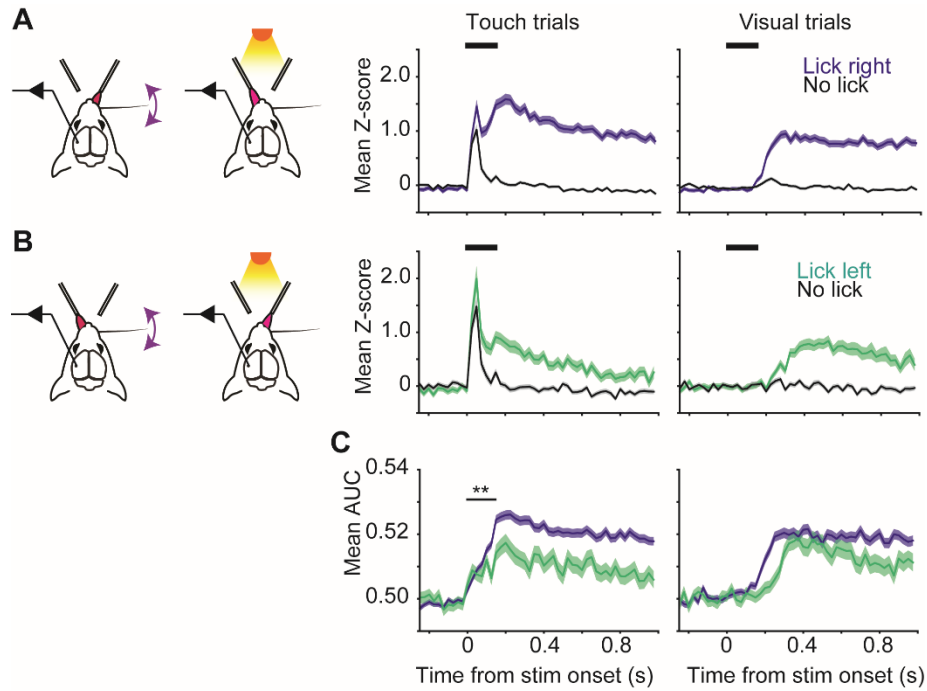 A
Touch trials
Visual trials
Mean Z-score
2.0
1.0
0
Lick right
No lick
B
Mean Z-score
2.0
1.0
0
Lick left
No lick
C
Mean AUC
0.54
0.52
0.50
**
0
0.4
0.8
0
0.4
0.8
Time from stim onset (s)
Time from stim onset (s)